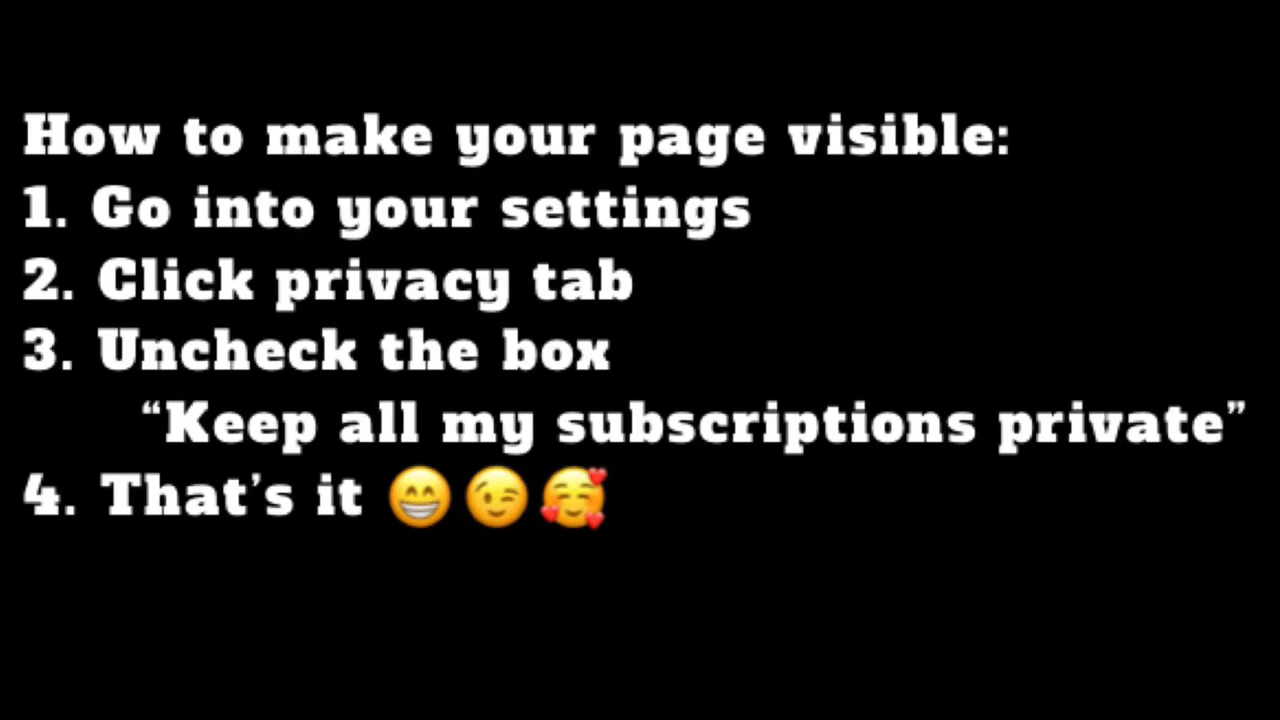 How to make your page visible:
1. Go into your settings
2. Click privacy tab
3. Uncheck the box
“Keep all my subscriptions private”
4. That’s it 😁😉🥰